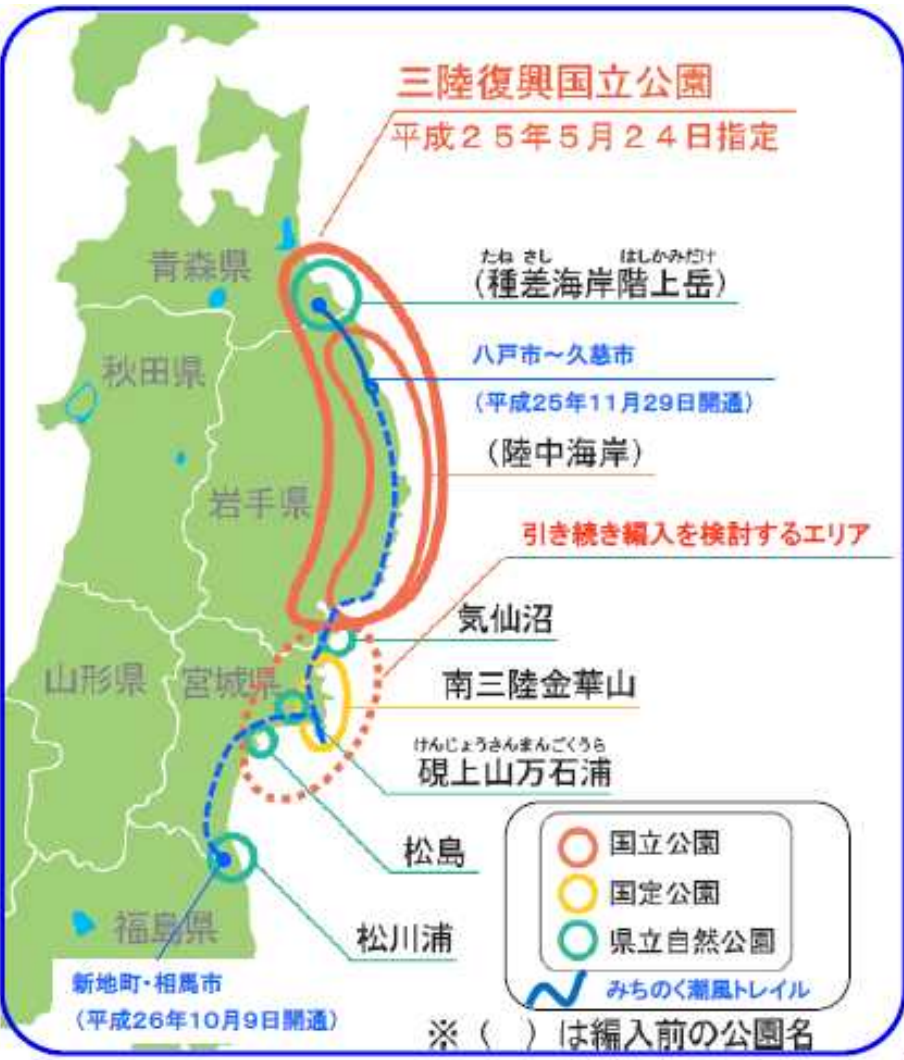 三陸復興国立公園
平成25年5月24日指定
青森県
たね さし はしかみだけ
(種差海岸階上岳)
秋田県
八戸市～久慈市
(平成25年11月29日開通)
(陸中海岸)
岩手県
引き続き編入を検討するエリア
気仙沼
山形県
宮城県
南三陸金華山
けんじょうさんまんごくうら
硯上山万石浦
松島
国立公園
国定公園
福島県
松川浦
県立自然公園
新地町・相馬市
(平成26年10月9日開通)
みちのく潮風トレイル
※( )は編入前の公園名